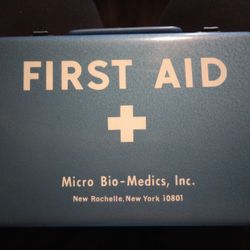 FIRST AID
Micro Bio-Medics, Inc.
New Rochelle, New York 10801